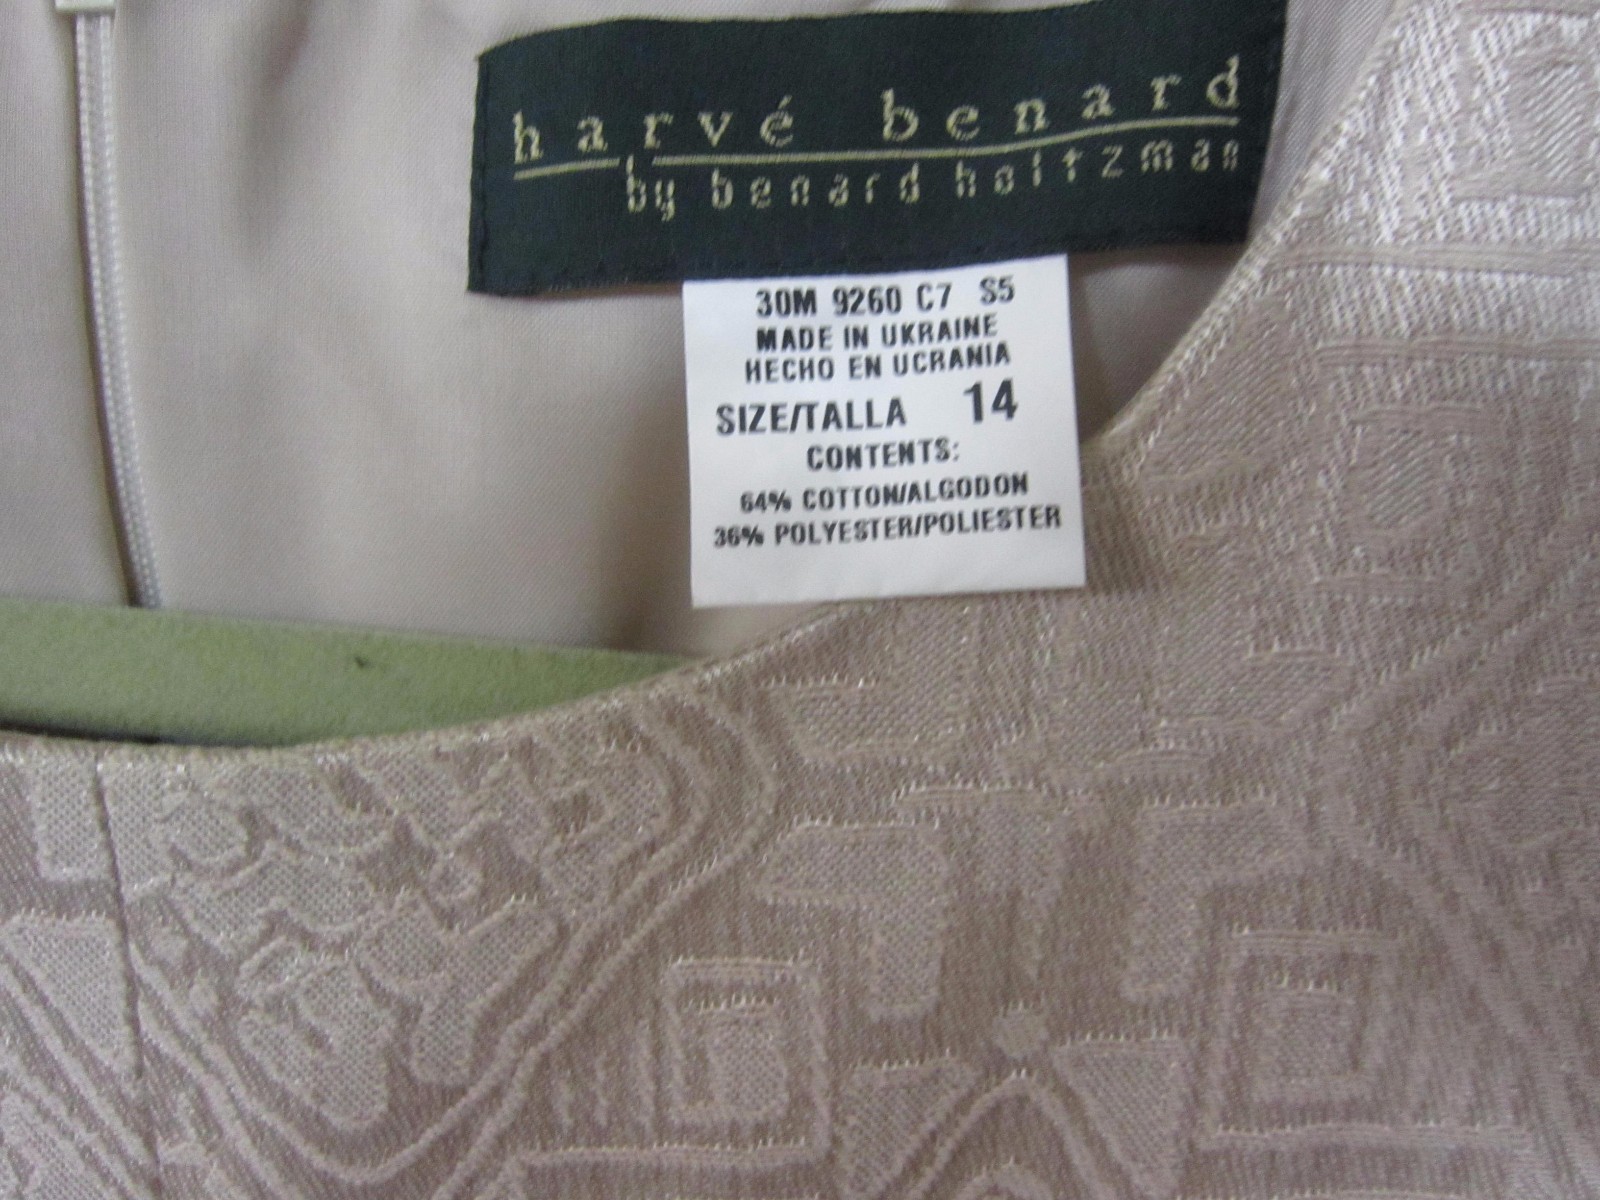 harvé benard
by benard holtzman
30M 9260 C7 S5
MADE IN UKRAINE
HECHO EN UCRANIA
SIZE/TALLA 14
CONTENTS:
64% COTTON/ALGODON
36% POLYESTER/POLIESTER